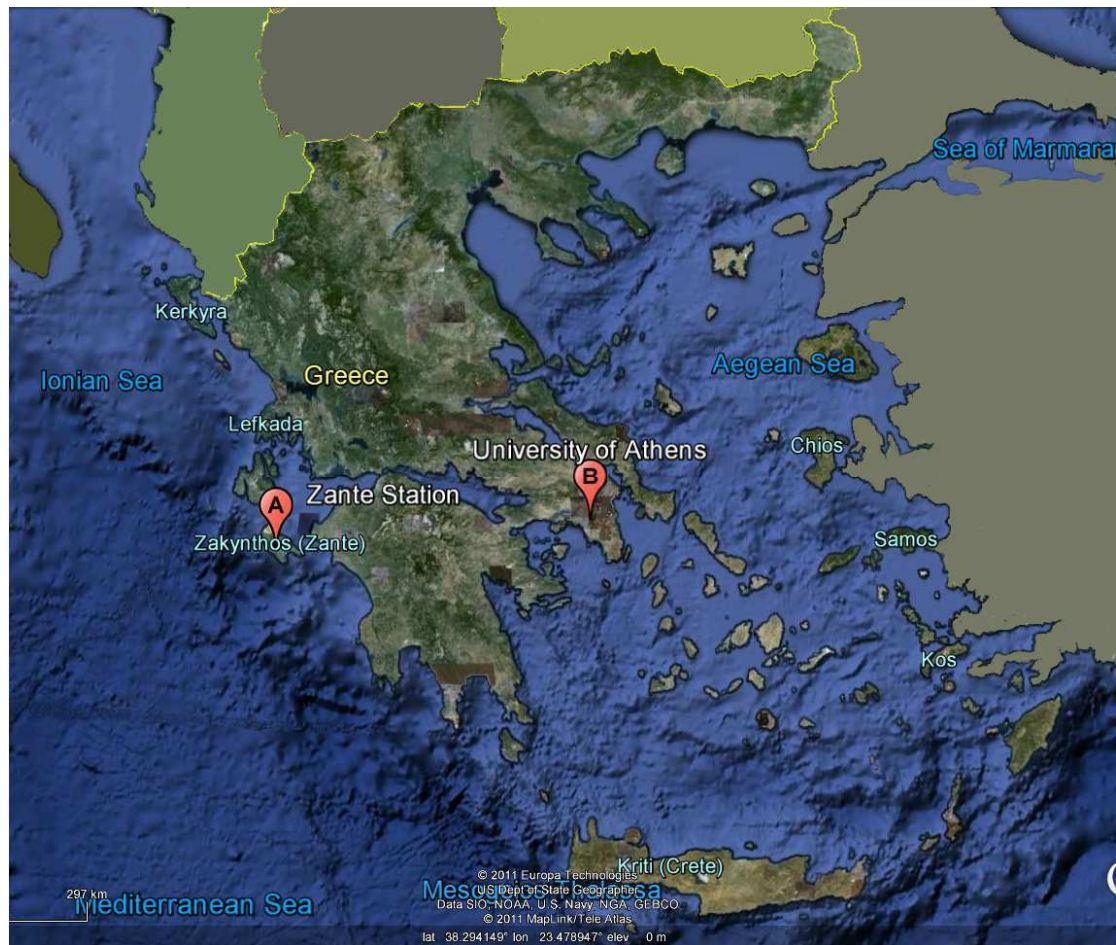 Sea of Marmara
Kerkyra
Ionian Sea
Greece
Aegean Sea
Lefkada
University of Athens
Chios
B
Zante Station
A
Zakynthos (Zante)
Samos
Kos
Kriti (Crete)
© 2011 Europa Technologies
US Dept of State Geographer
297 km
Mediterranean Sea
Data SIO, NOAA, U.S. Navy, NGA, GEBCO
© 2011 MapLink/Tele Atlas
lat 38.294149° lon 23.478947° elev 0 m